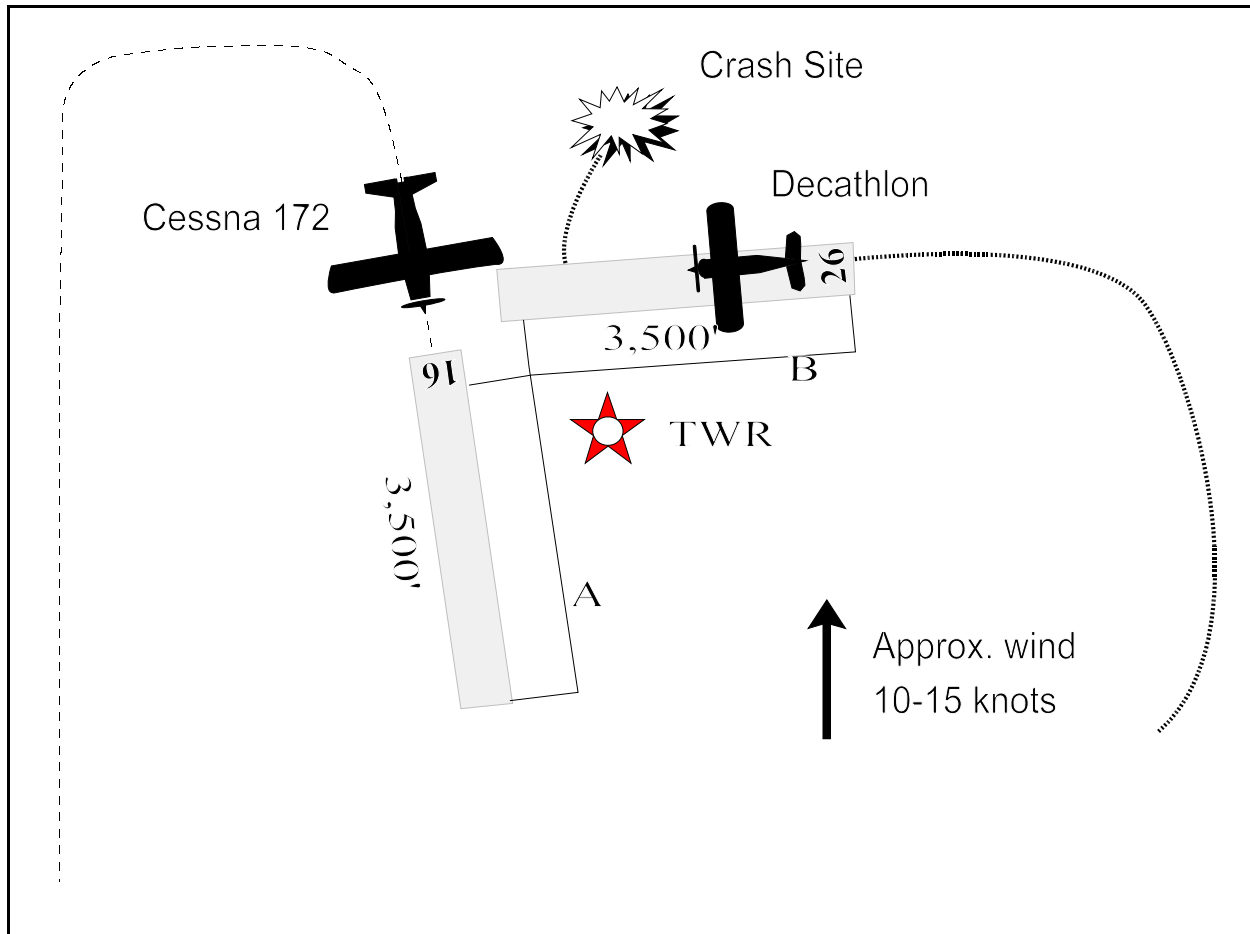 Crash Site
Decathlon
Cessna 172
26
3,500'
B
16
TWR
3,500'
A
Approx. wind
10-15 knots